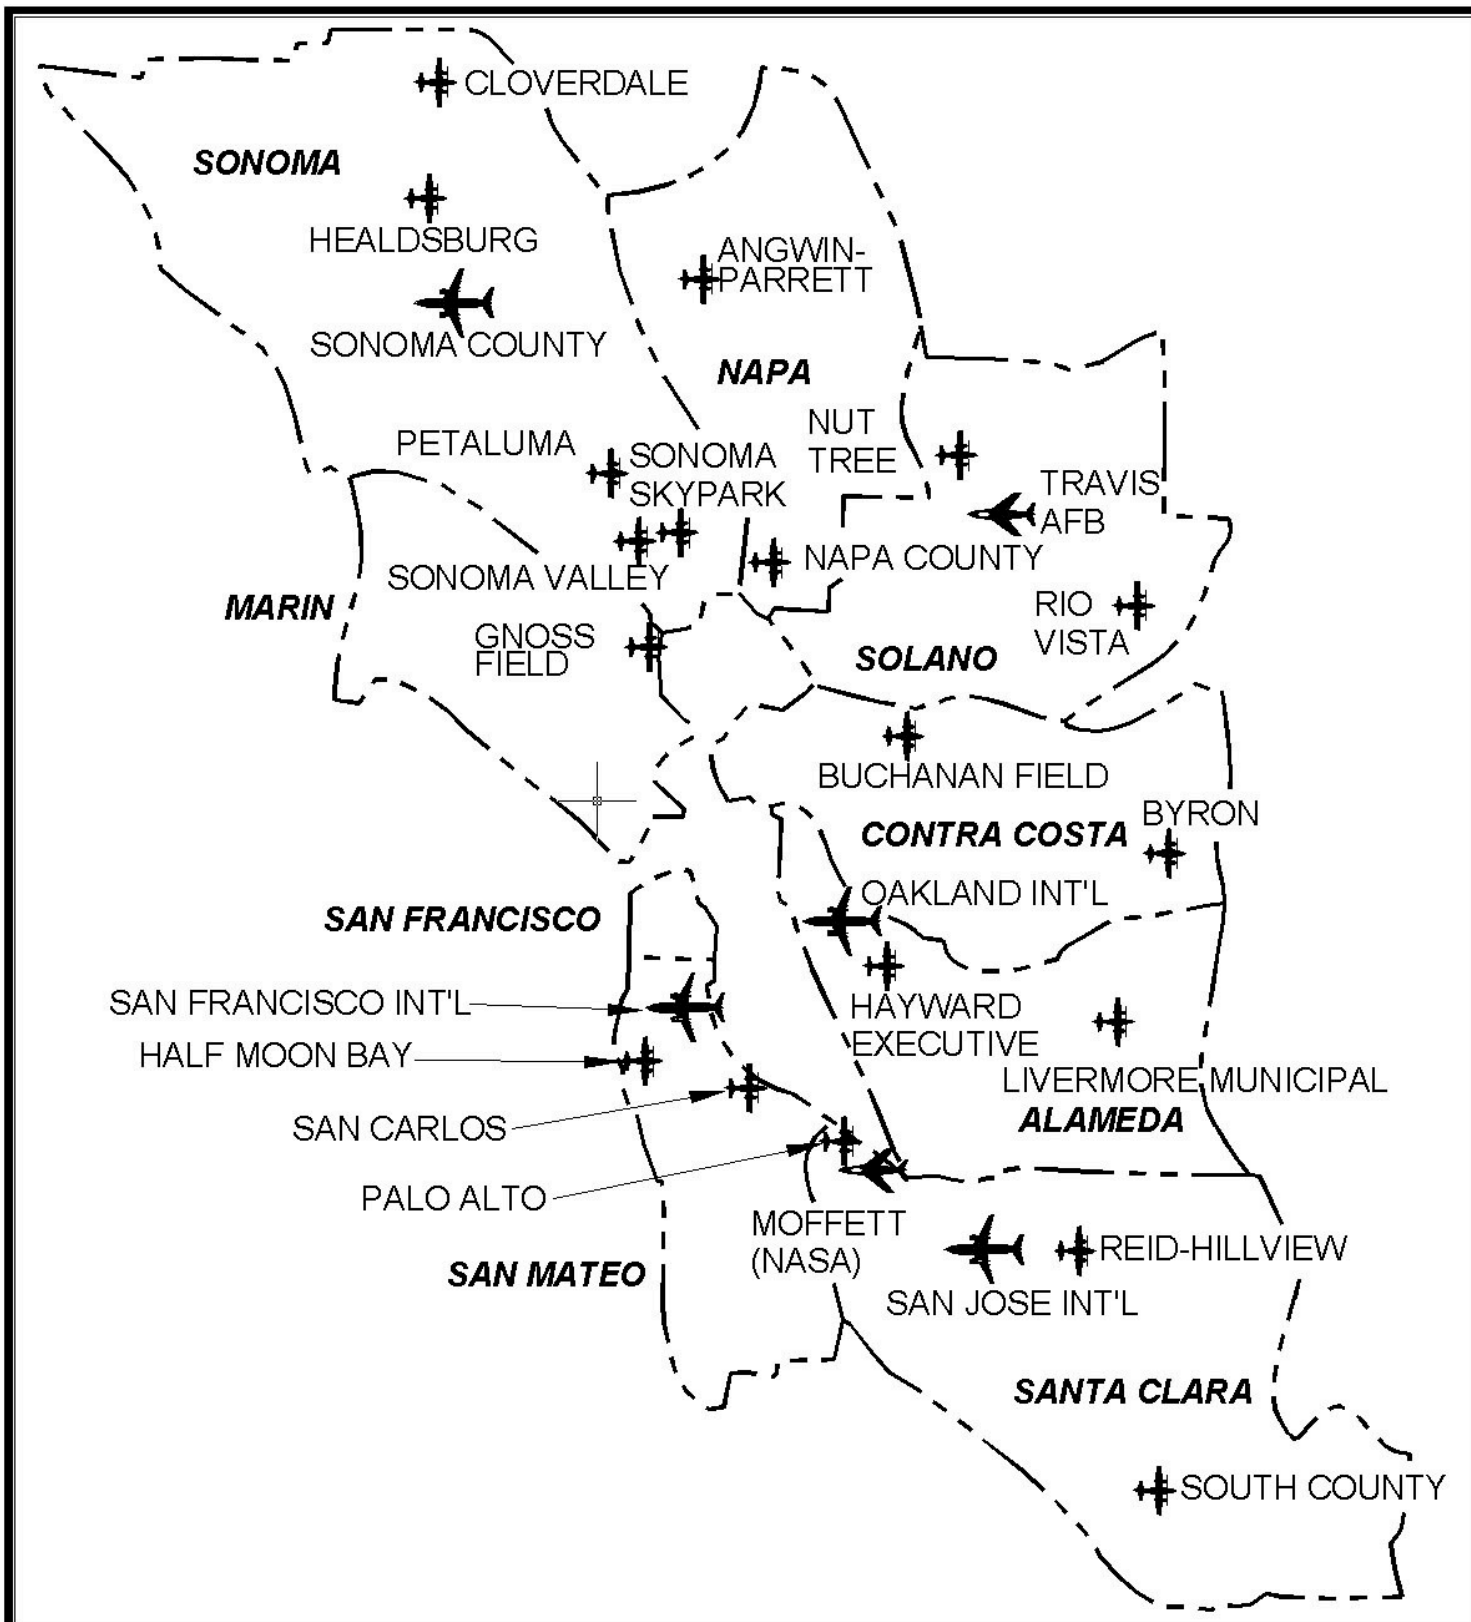 CLOVERDALE
SONOMA
HEALDSBURG
ANGWIN-
PARRETT
SONOMA COUNTY
NAPA
NUT
TREE
PETALUMA
SONOMA
SKYPARK
TRAVIS
AFB
NAPA COUNTY
SONOMA VALLEY
MARIN
RIO
VISTA
GNOSS
FIELD
SOLANO
BUCHANAN FIELD
BYRON
CONTRA COSTA
OAKLAND INT'L
SAN FRANCISCO
SAN FRANCISCO INT'L
HAYWARD
EXECUTIVE
HALF MOON BAY
LIVERMORE MUNICIPAL
ALAMEDA
SAN CARLOS
PALO ALTO
MOFFETT
(NASA)
REID-HILLVIEW
SAN MATEO
SAN JOSE INT'L
SANTA CLARA
SOUTH COUNTY